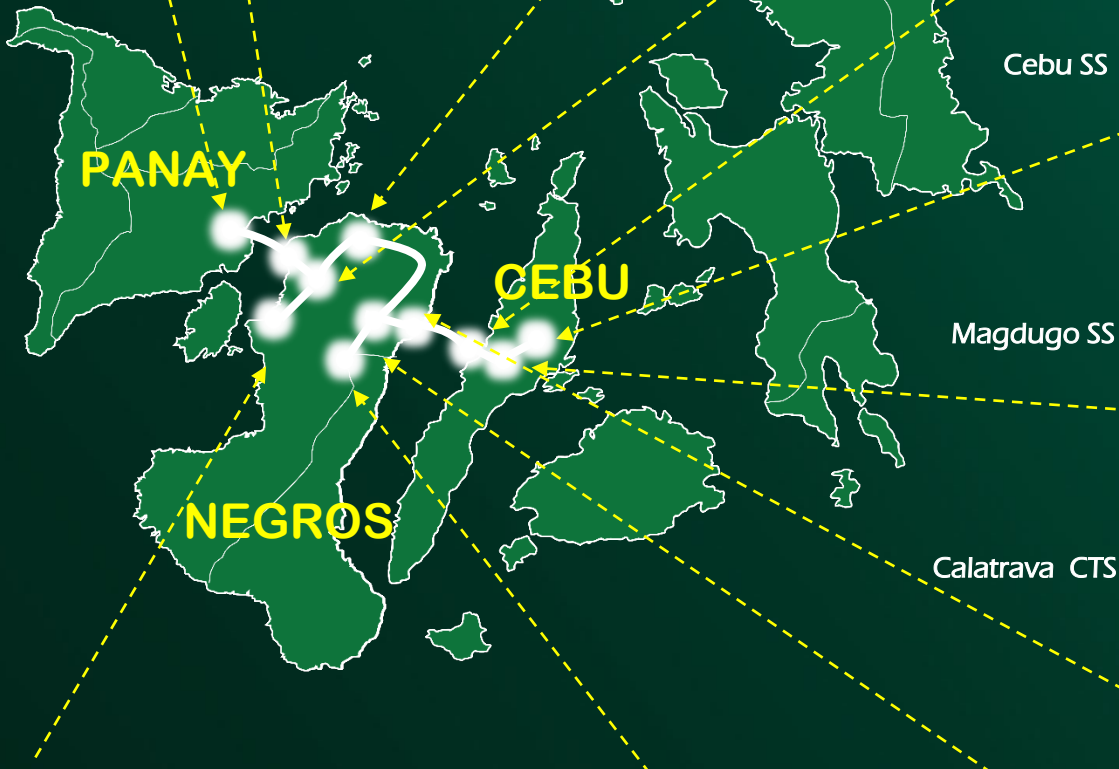 Cebu SS
PANAY
CEBU
Magdugo SS
NEGROS
Calatrava  CTS